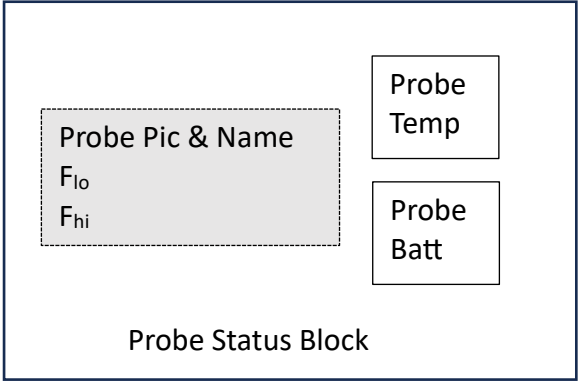 Probe Pic & Name
Flo
Fhi
Probe
Temp
Probe
Batt
Probe Status Block